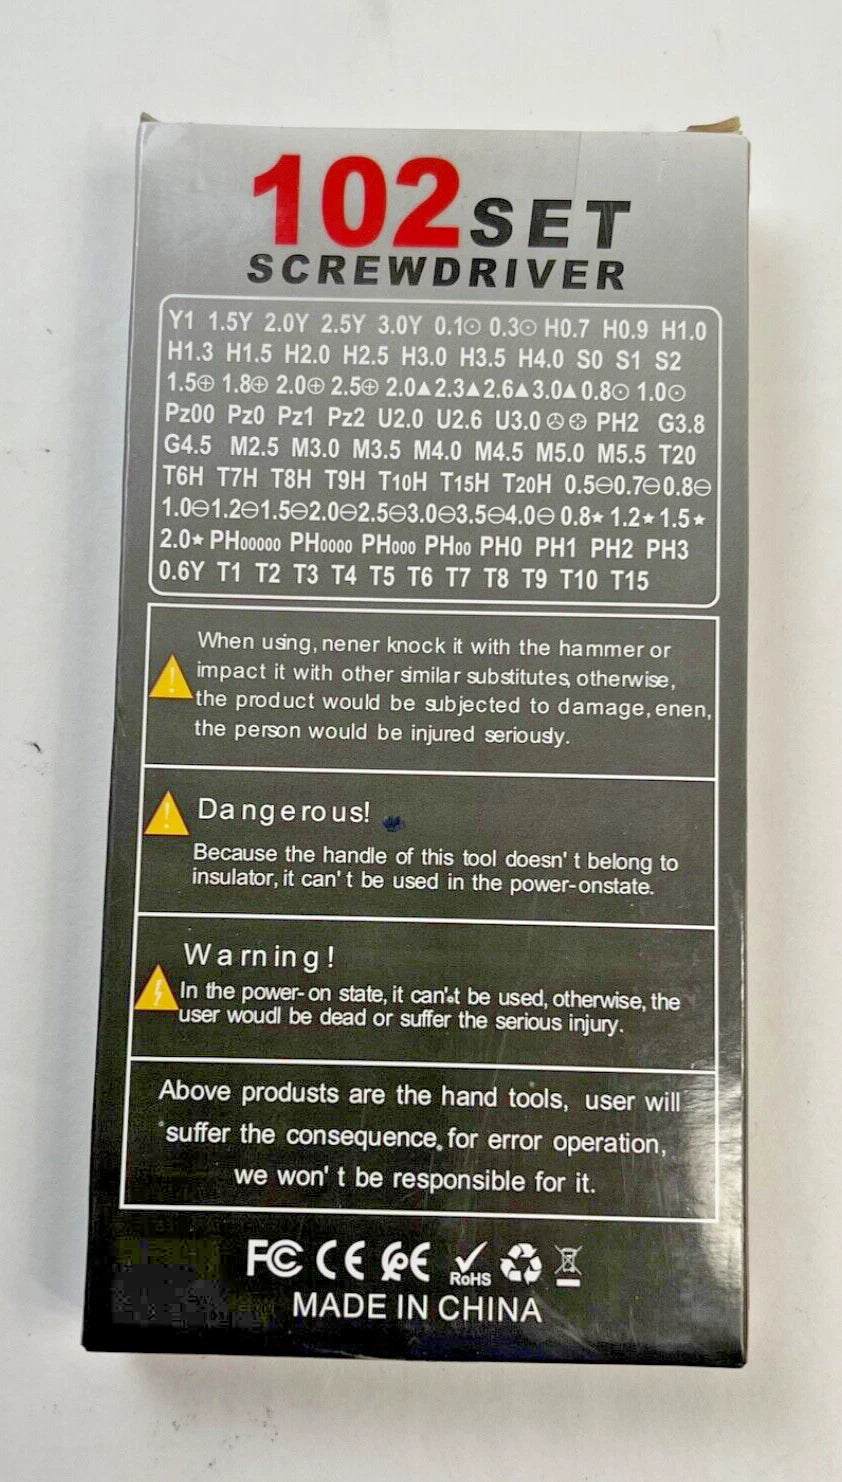 102 SET
SCREWDRIVER
Y1 1.5Y 2.0Y 2.5Y 3.0Y 0.1⊙ 0.3⊙ H0.7 H0.9 H1.0
H1.3 H1.5 H2.0 H2.5 H3.0 H3.5 H4.0 S0 S1 S2
1.5⊕ 1.8⊕ 2.0⊕ 2.5⊕ 2.0▲2.3▲2.6▲3.0▲0.8⊙ 1.0⊙
Pz00 Pz0 Pz1 Pz2 U2.0 U2.6 U3.0 PH2 G3.8
G4.5 M2.5 M3.0 M3.5 M4.0 M4.5 M5.0 M5.5 T20
T6H T7H T8H T9H T10H T15H T20H 0.5⊖0.7⊖0.8⊖
1.0⊖1.2⊖1.5⊖2.0⊖2.5⊖3.0⊖3.5⊖4.0⊖ 0.8★ 1.2★ 1.5★
2.0★ PH00000 PH0000 PH000 PH00 PH0 PH1 PH2 PH3
0.6Y T1 T2 T3 T4 T5 T6 T7 T8 T9 T10 T15
When using, nener knock it with the hammer or
impact it with other similar substitutes, otherwise,
the product would be subjected to damage, enen,
the person would be injured seriously.
Dangerous!
Because the handle of this tool doesn't belong to
insulator, it can't be used in the power-onstate.
Warning!
In the power-on state, it can't be used, otherwise, the
user woudl be dead or suffer the serious injury.
Above produsts are the hand tools, user will
suffer the consequence, for error operation,
we won't be responsible for it.
FC CE RoHS
MADE IN CHINA